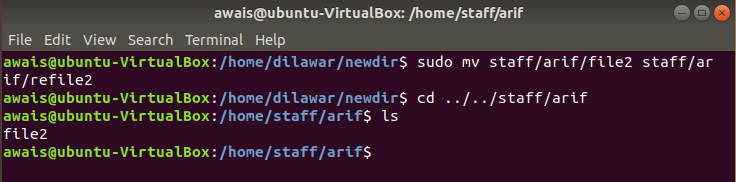 awais@ubuntu-VirtualBox: /home/staff/arif
File Edit View Search Terminal Help
awais@ubuntu-VirtualBox:/home/dilawar/newdir$ sudo mv staff/arif/file2 staff/ar
if/refile2
awais@ubuntu-VirtualBox:/home/dilawar/newdir$ cd ../../staff/arif
awais@ubuntu-VirtualBox:/home/staff/arif$ ls
file2
awais@ubuntu-VirtualBox:/home/staff/arif$